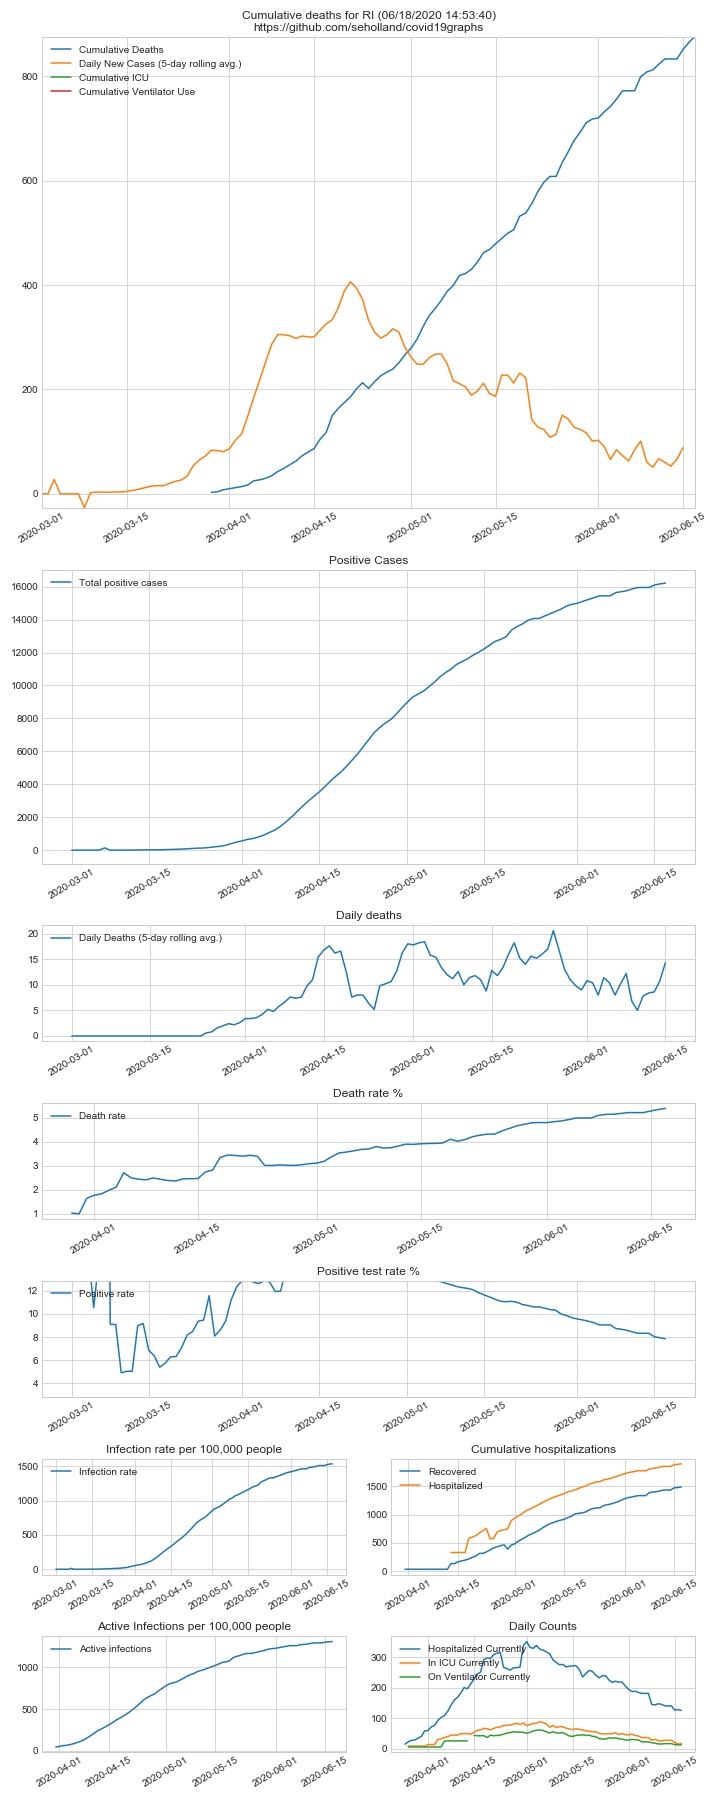 Cumulative deaths for RI (06/18/2020 14:53:40)
https://github.com/seholland/covid19graphs
Cumulative Deaths
Daily New Cases (5-day rolling avg.)
Cumulative ICU
Cumulative Ventilator Use
800
600
400
200
0
2020-03-01 2020-03-15 2020-04-01 2020-04-15 2020-05-01 2020-05-15 2020-06-01 2020-06-15
Positive Cases
Total positive cases
16000
14000
12000
10000
8000
6000
4000
2000
0
2020-03-01 2020-03-15 2020-04-01 2020-04-15 2020-05-01 2020-05-15 2020-06-01 2020-06-15
Daily deaths
Daily Deaths (5-day rolling avg.)
20
15
10
5
0
2020-03-01 2020-03-15 2020-04-01 2020-04-15 2020-05-01 2020-05-15 2020-06-01 2020-06-15
Death rate %
Death rate
5
4
3
2
1
2020-04-01 2020-04-15 2020-05-01 2020-05-15 2020-06-01 2020-06-15
Positive test rate %
Positive rate
12
10
8
6
4
2020-03-01 2020-03-15 2020-04-01 2020-04-15 2020-05-01 2020-05-15 2020-06-01 2020-06-15
Infection rate per 100,000 people
Infection rate
1500
1000
500
0
2020-03-01 2020-03-15 2020-04-01 2020-04-15 2020-05-01 2020-05-15 2020-06-01 2020-06-15
Cumulative hospitalizations
Recovered
Hospitalized
1500
1000
500
0
2020-04-01 2020-04-15 2020-05-01 2020-05-15 2020-06-01 2020-06-15
Active Infections per 100,000 people
Active infections
1000
500
0
2020-04-01 2020-04-15 2020-05-01 2020-05-15 2020-06-01 2020-06-15
Daily Counts
Hospitalized Currently
In ICU Currently
On Ventilator Currently
300
200
100
0
2020-04-01 2020-04-15 2020-05-01 2020-05-15 2020-06-01 2020-06-15